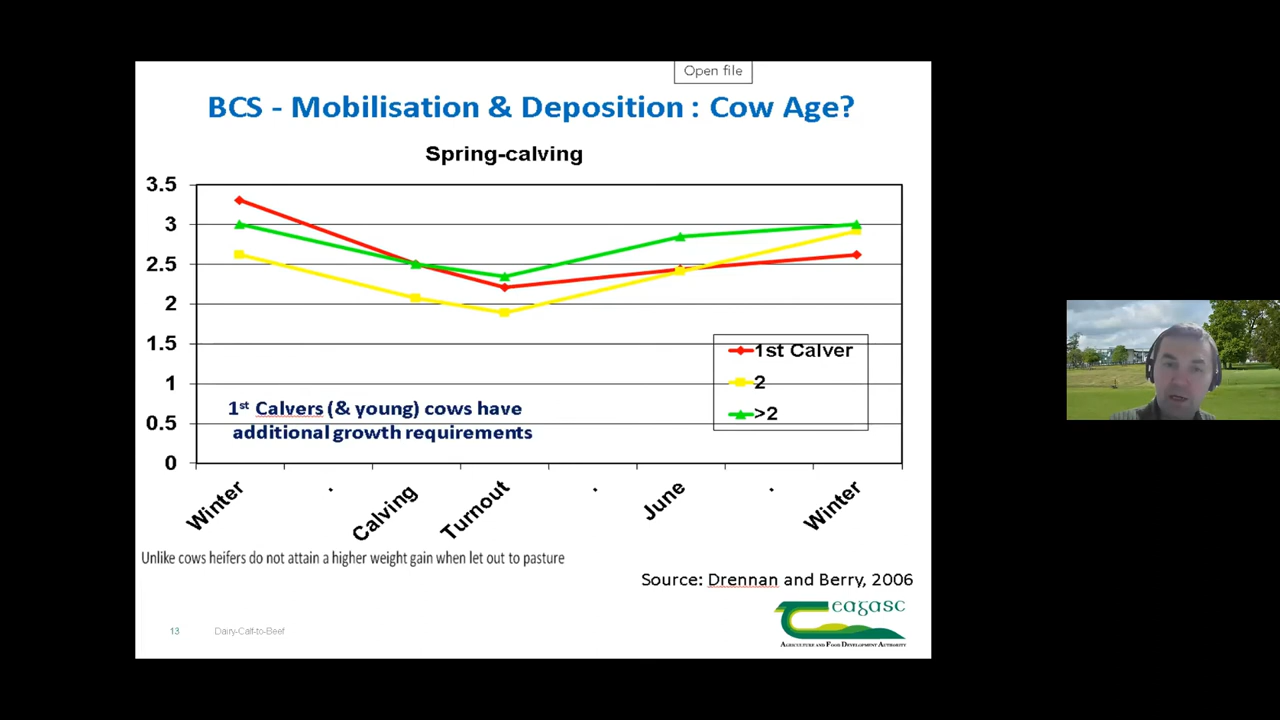 Open file
BCS - Mobilisation & Deposition : Cow Age?
Spring-calving
3.5
3
2.5
2
1.5
1
0.5
0
1st Calver
2
>2
1st Calvers (& young) cows have
additional growth requirements
Winter
.
Calving
Turnout
.
June
.
Winter
Unlike cows heifers do not attain a higher weight gain when let out to pasture
Source: Drennan and Berry, 2006
Teagasc
AGRICULTURE AND FOOD DEVELOPMENT AUTHORITY
13
Dairy-Calf-to-Beef